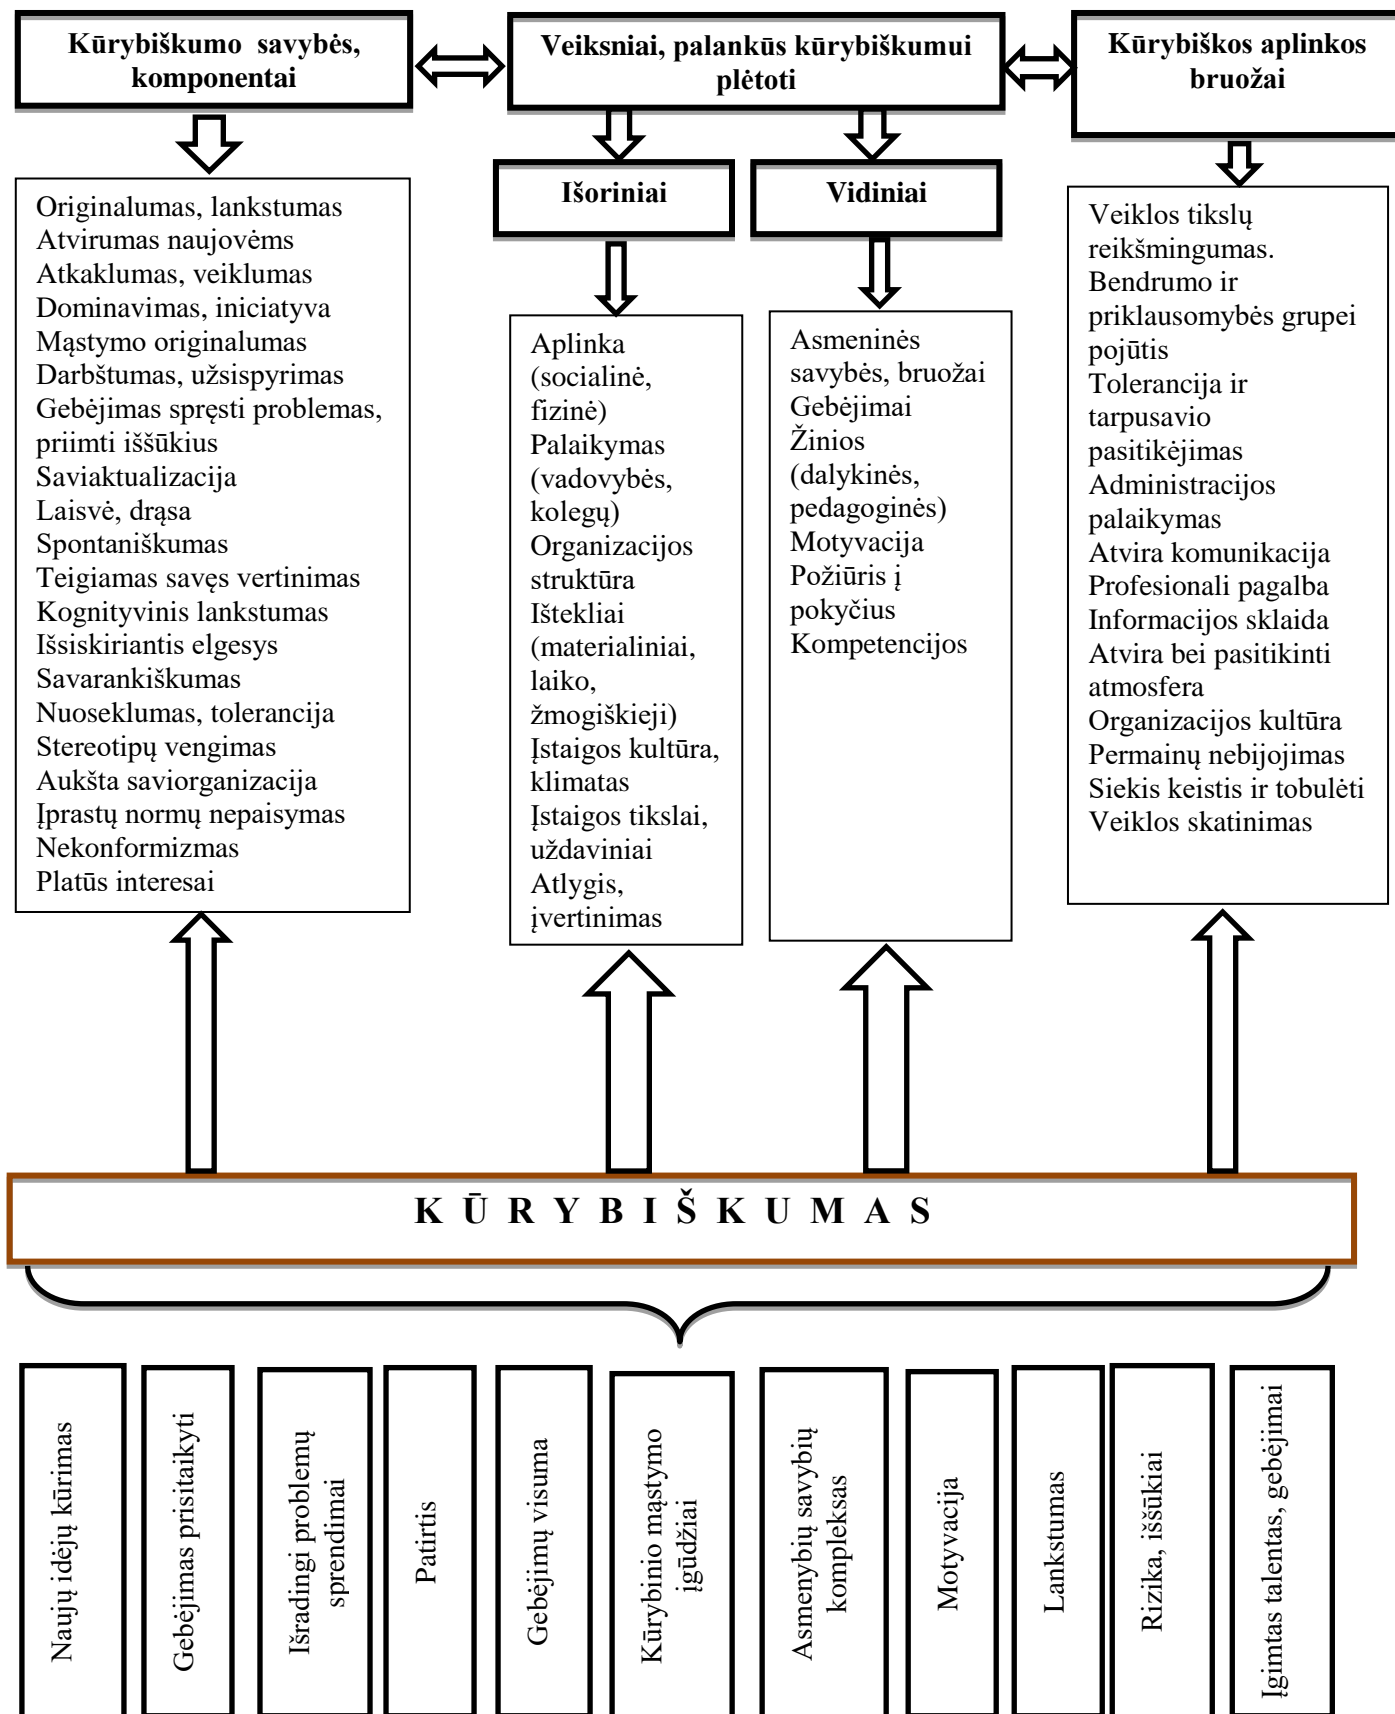 Kūrybiškumo savybės,
komponentai
Veiksniai, palankūs kūrybiškumui
plėtoti
Kūrybiškos aplinkos
bruožai
Išoriniai
Vidiniai
Originalumas, lankstumas
Atvirumas naujovėms
Atkaklumas, veiklumas
Dominavimas, iniciatyva
Mąstymo originalumas
Darbštumas, užsispyrimas
Gebėjimas spręsti problemas,
priimti iššūkius
Saviaktualizacija
Laisvė, drąsa
Spontaniškumas
Teigiamas savęs vertinimas
Kognityvinis lankstumas
Išsiskiriantis elgesys
Savarankiškumas
Nuoseklumas, tolerancija
Stereotipų vengimas
Aukšta saviorganizacija
Įprastų normų nepaisymas
Nekonformizmas
Platūs interesai
Aplinka
(socialinė,
fizinė)
Palaikymas
(vadovybės,
kolegų)
Organizacijos
struktūra
Ištekliai
(materialiniai,
laiko,
žmogiškieji)
Įstaigos kultūra,
klimatas
Įstaigos tikslai,
uždaviniai
Atlygis,
įvertinimas
Asmeninės
savybės, bruožai
Gebėjimai
Žinios
(dalykinės,
pedagoginės)
Motyvacija
Požiūris į
pokyčius
Kompetencijos
Veiklos tikslų
reikšmingumas.
Bendrumo ir
priklausomybės grupei
pojūtis
Tolerancija ir
tarpusavio
pasitikėjimas
Administracijos
palaikymas
Atvira komunikacija
Profesionali pagalba
Informacijos sklaida
Atvira bei pasitikinti
atmosfera
Organizacijos kultūra
Permainų nebijojimas
Siekis keistis ir tobulėti
Veiklos skatinimas
K Ū R Y B I Š K U M A S
Naujų idėjų kūrimas
Gebėjimas prisitaikyti
Išradingi problemų
sprendimai
Patirtis
Gebėjimų visuma
Kūrybinio mąstymo
įgūdžiai
Asmenybių savybių
kompleksas
Motyvacija
Lankstumas
Rizika, iššūkiai
Įgimtas talentas, gebėjimai